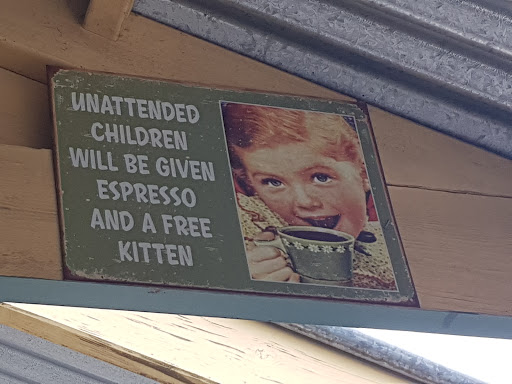 UNATTENDED
CHILDREN
WILL BE GIVEN
ESPRESSO
AND A FREE
KITTEN